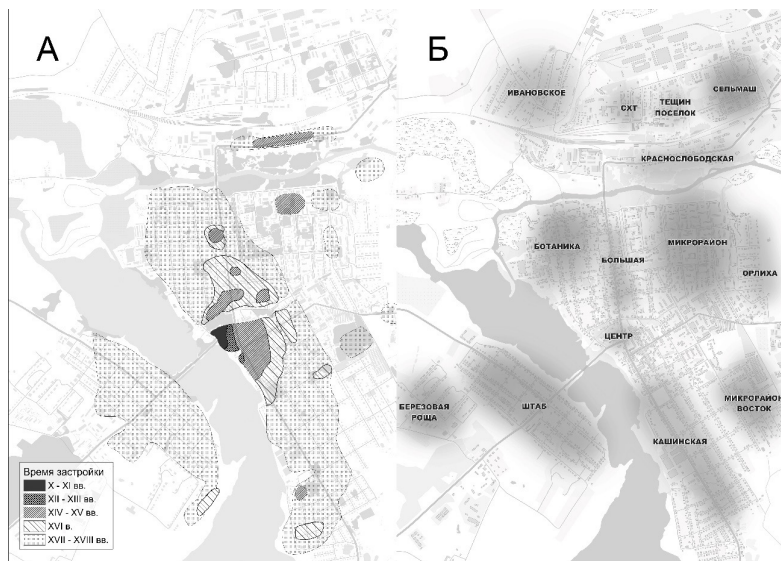 А
Время застройки
X - XI вв.
XII - XIII вв.
XIV - XV вв.
XVI в.
XVII - XVIII вв.
Б
ИВАНОВСКОЕ
СЕЛЬМАШ
СХТ
ТЕЩИН
ПОСЕЛОК
КРАСНОСЛОБОДСКАЯ
БОТАНИКА
МИКРОРАЙОН
БОЛЬШАЯ
ОРЛИХА
ЦЕНТР
БЕРЕЗОВАЯ
РОЩА
ШТАБ
МИКРОРАЙОН
ВОСТОК
КАШИНСКАЯ